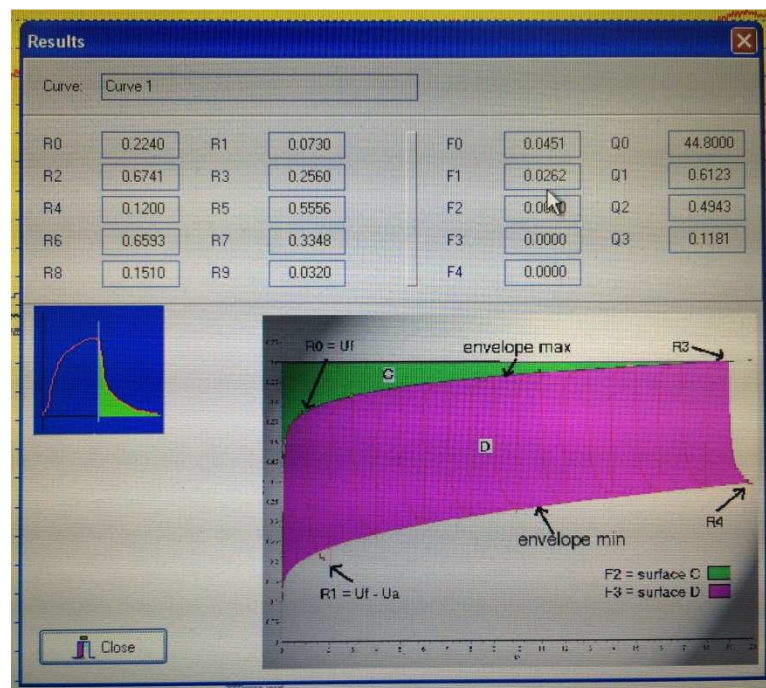 Results
Curve: Curve 1
R0 0.2240 R1 0.0730 F0 0.0451 Q0 44.8000
R2 0.6741 R3 0.2560 F1 0.0262 Q1 0.6123
R4 0.1200 R5 0.5556 F2 Q2 0.4943
R6 0.6593 R7 0.3348 F3 0.0000 Q3 0.1181
R8 0.1510 R9 0.0320 F4 0.0000
R0 = Uf envelope max R3
C
D
R4
envelope min
R1 = Uf - Ua
F2 = surface C
F3 = surface D
Close